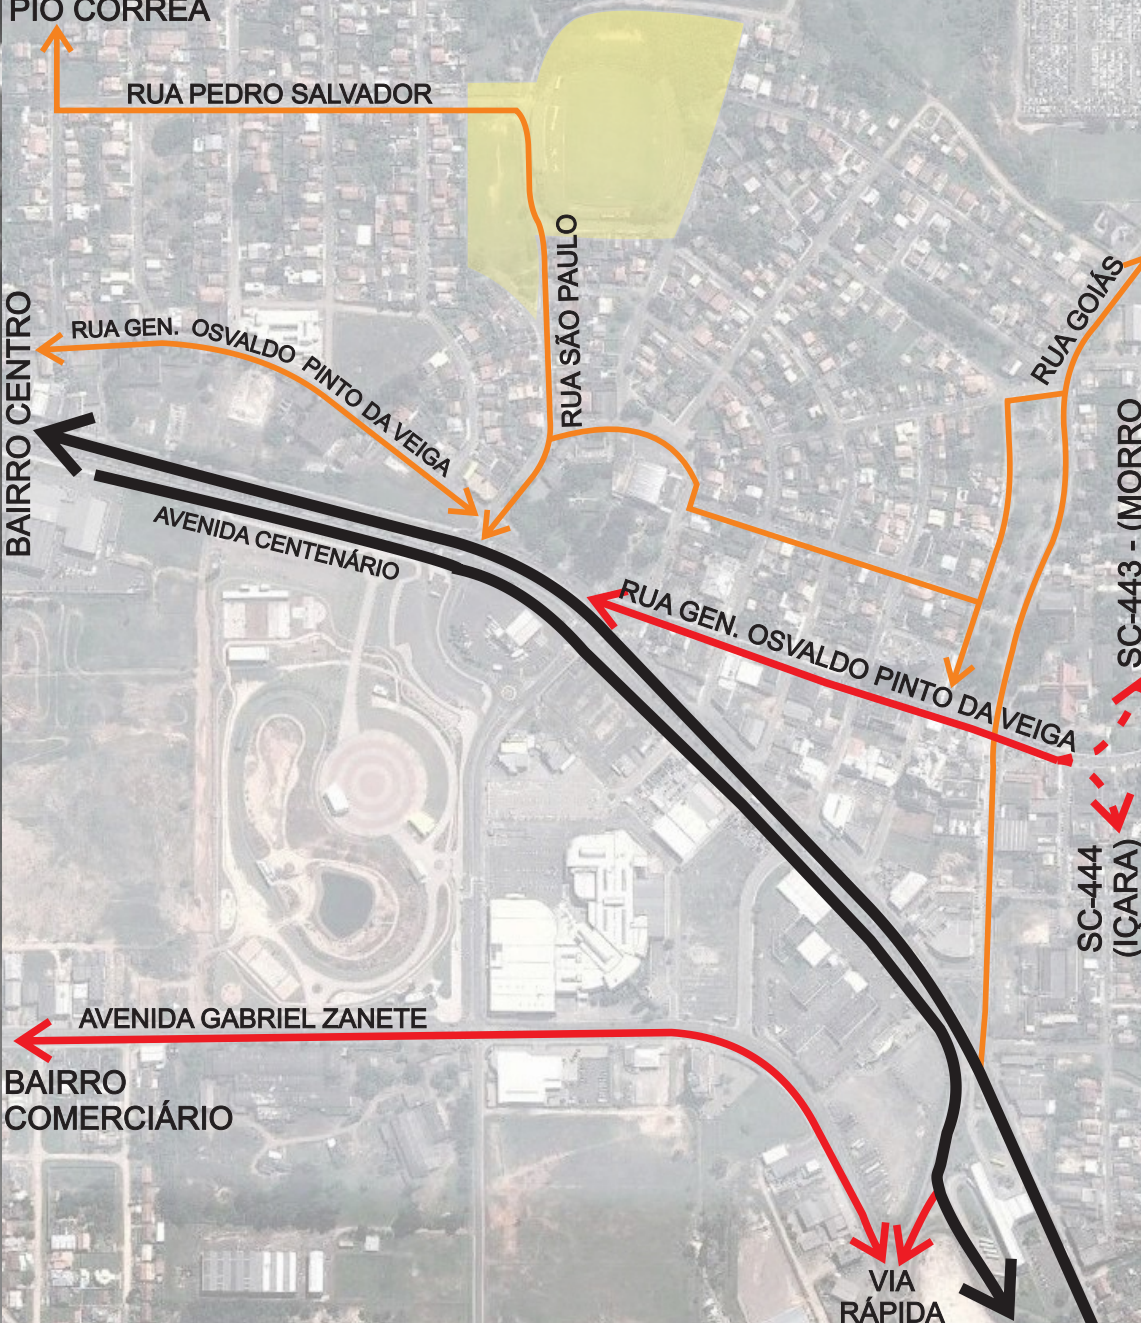 PIO CORREA
RUA PEDRO SALVADOR
RUA SÃO PAULO
RUA GOIÁS
RUA GEN. OSVALDO PINTO DA VEIGA
BAIRRO CENTRO
AVENIDA CENTENÁRIO
RUA GEN. OSVALDO PINTO DA VEIGA
SC-443 - (MORRO
SC-444
(IÇARA)
AVENIDA GABRIEL ZANETE
BAIRRO
COMERCIÁRIO
VIA
RÁPIDA